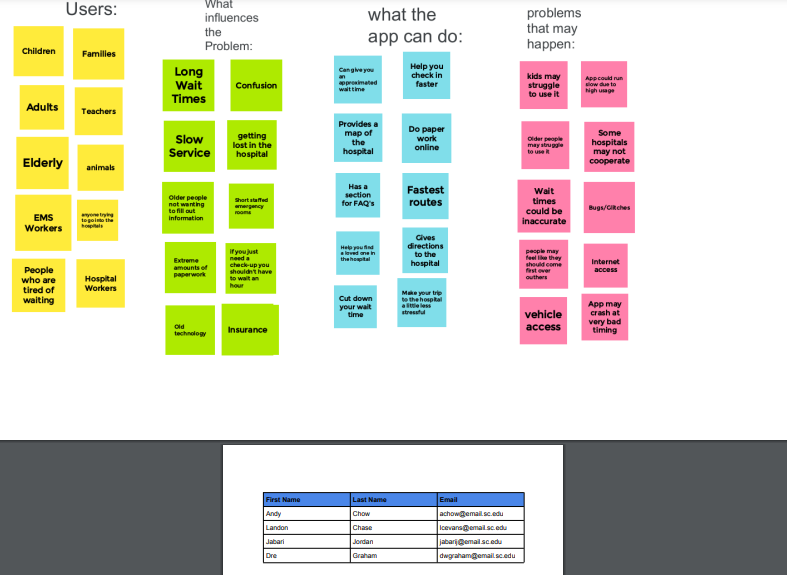 Users:
Children
Families
Adults
Teachers
Elderly
animals
EMS
Workers
anyone trying
to go into the
hospitals
People
who are
tired of
waiting
Hospital
Workers
What
influences
the
Problem:
Long
Wait
Times
Confusion
Slow
Service
getting
lost in the
hospital
Older people
not wanting
to fill out
information
Short staffed
emergency
rooms
Extreme
amounts of
paperwork
If you just
need a
check-up you
shouldn't have
to wait an
hour
Old
technology
Insurance
what the
app can do:
Can give you
an
approximated
wait time
Help you
check in
faster
Provides a
map of
the
hospital
Do paper
work
online
Has a
section
for FAQ's
Fastest
routes
Help you find
a loved one in
the hospital
Gives
directions
to the
hospital
Cut down
your wait
time
Make your trip
to the hospital
a little less
stressful
problems
that may
happen:
kids may
struggle
to use it
App could run
slow due to
high usage
Older people
may struggle
to use it
Some
hospitals
may not
cooperate
Wait
times
could be
inaccurate
Bugs/Glitches
people may
feel like they
should come
first over
outhers
Internet
access
vehicle
access
App may
crash at
very bad
timing
First Name Last Name Email
Andy Chow achow@email.sc.edu
Landon Chase lcevans@email.sc.edu
Jabari Jordan jabarij@email.sc.edu
Dre Graham dwgraham@email.sc.edu